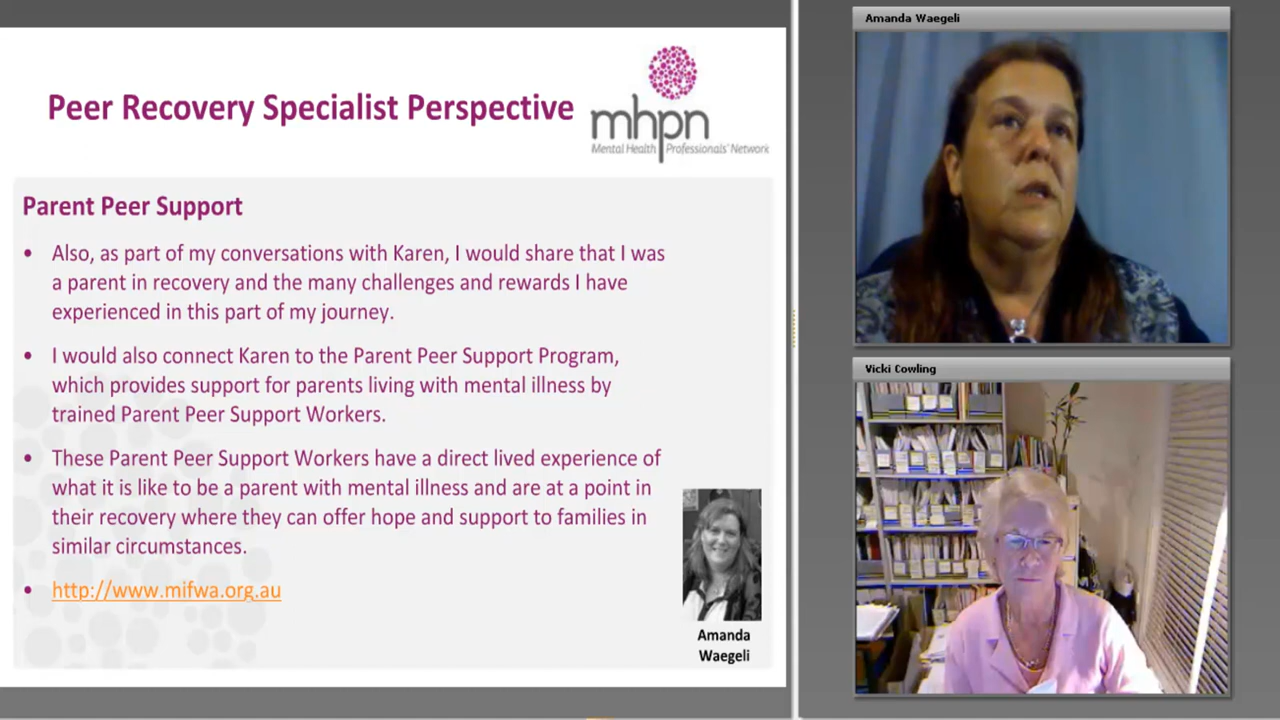 Peer Recovery Specialist Perspective
mhpn
Mental Health Professionals' Network
Parent Peer Support
• Also, as part of my conversations with Karen, I would share that I was
a parent in recovery and the many challenges and rewards I have
experienced in this part of my journey.
• I would also connect Karen to the Parent Peer Support Program,
which provides support for parents living with mental illness by
trained Parent Peer Support Workers.
• These Parent Peer Support Workers have a direct lived experience of
what it is like to be a parent with mental illness and are at a point in
their recovery where they can offer hope and support to families in
similar circumstances.
• http://www.mifwa.org.au
Amanda
Waegeli
Amanda Waegeli
Vicki Cowling